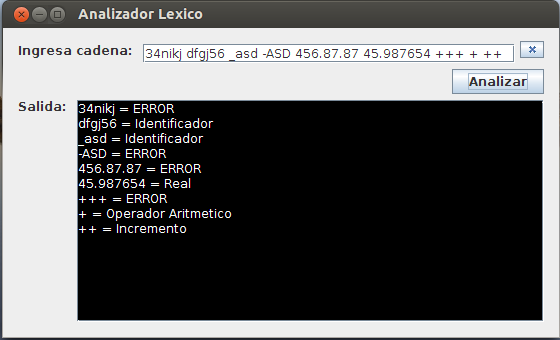 Analizador Lexico
Ingresa cadena: 34nikj dfgj56 _asd -ASD 456.87.87 45.987654 +++ + ++
Analizar
Salida:
34nikj = ERROR
dfgj56 = Identificador
_asd = Identificador
-ASD = ERROR
456.87.87 = ERROR
45.987654 = Real
+++ = ERROR
+ = Operador Aritmetico
++ = Incremento